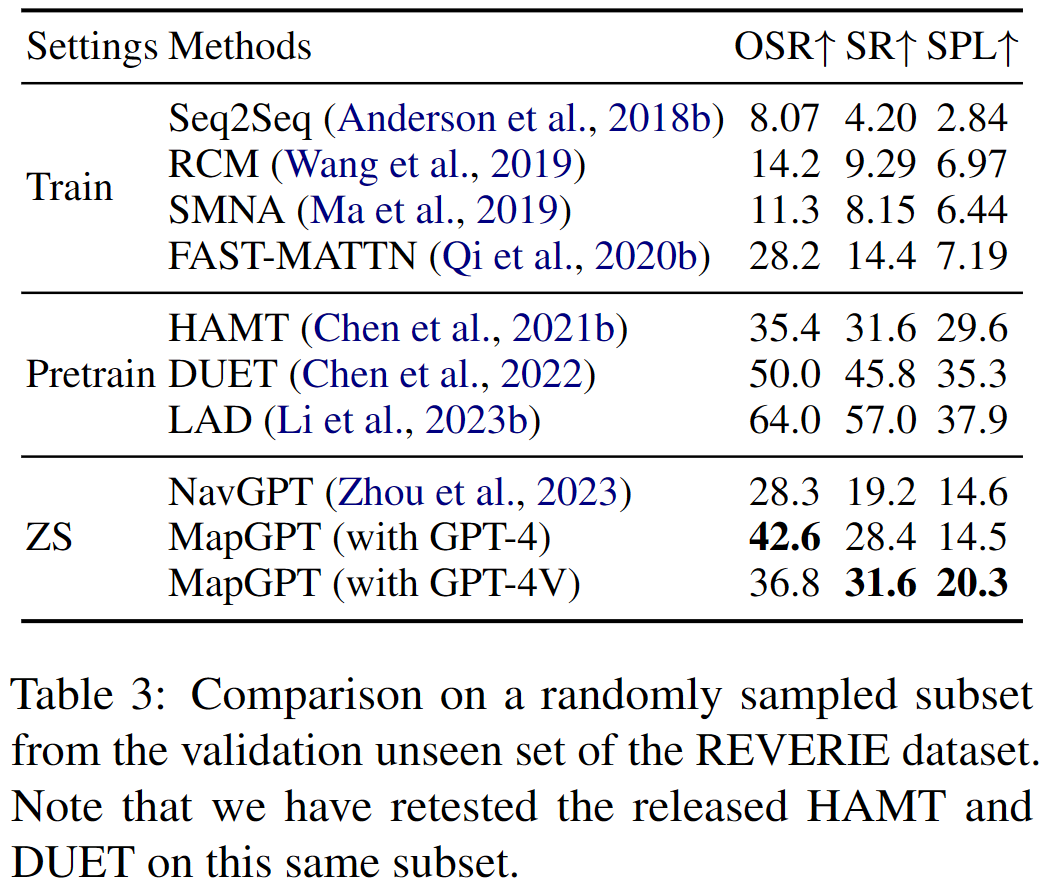 Settings Methods OSR↑ SR↑ SPL↑
Train
Seq2Seq (Anderson et al., 2018b) 8.07 4.20 2.84
RCM (Wang et al., 2019) 14.2 9.29 6.97
SMNA (Ma et al., 2019) 11.3 8.15 6.44
FAST-MATTN (Qi et al., 2020b) 28.2 14.4 7.19
HAMT (Chen et al., 2021b) 35.4 31.6 29.6
Pretrain DUET (Chen et al., 2022) 50.0 45.8 35.3
LAD (Li et al., 2023b) 64.0 57.0 37.9
NavGPT (Zhou et al., 2023) 28.3 19.2 14.6
ZS MapGPT (with GPT-4) 42.6 28.4 14.5
MapGPT (with GPT-4V) 36.8 31.6 20.3
Table 3: Comparison on a randomly sampled subset
from the validation unseen set of the REVERIE dataset.
Note that we have retested the released HAMT and
DUET on this same subset.